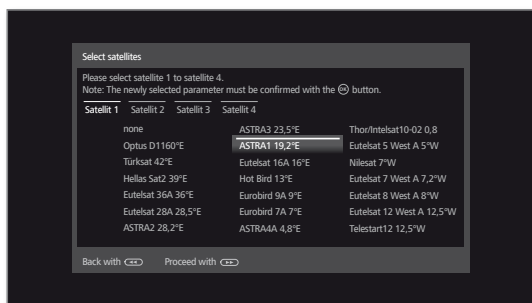 Select satellites
Please select satellite 1 to satellite 4.
Note: The newly selected parameter must be confirmed with the OK button.
Satellit 1 Satellit 2 Satellit 3 Satellit 4
none ASTRA3 23,5°E Thor/Intelsat10-02 0,8
Optus D1160°E ASTRA1 19,2°E Eutelsat 5 West A 5°W
Türksat 42°E Eutelsat 16A 16°E Nilesat 7°W
Hellas Sat2 39°E Hot Bird 13°E Eutelsat 7 West A 7,2°W
Eutelsat 36A 36°E Eurobird 9A 9°E Eutelsat 8 West A 8°W
Eutelsat 28A 28,5°E Eurobird 7A 7°E Eutelsat 12 West A 12,5°W
ASTRA2 28,2°E ASTRA4A 4,8°E Telestart12 12,5°W
Back with Proceed with